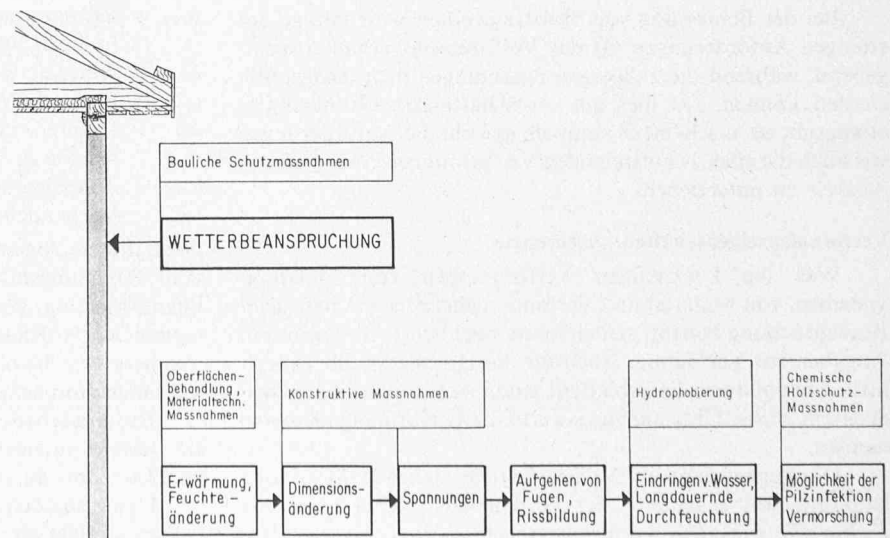 Bauliche Schutzmassnahmen
WETTERBEANSPRUCHUNG
Oberflächen-
behandlung,
Materialtechn.
Massnahmen
Konstruktive Massnahmen
Hydrophobierung
Chemische
Holzschutz-
Massnahmen
Erwärmung,
Feuchte-
änderung
Dimensions-
änderung
Spannungen
Aufgehen von
Fugen,
Rissbildung
Eindringen v. Wasser,
Langdauernde
Durchfeuchtung
Möglichkeit der
Pilzinfektion
Vermorschung